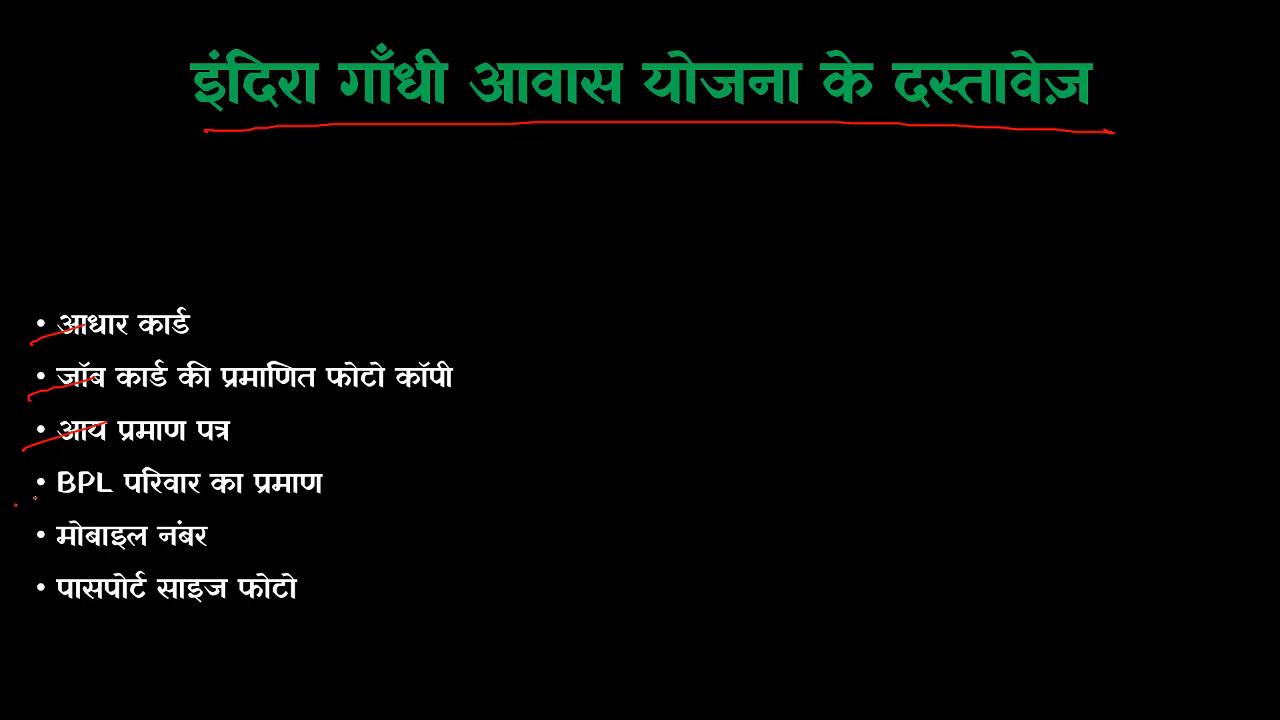 इंदिरा गाँधी आवास योजना के दस्तावेज़
• आधार कार्ड
• जॉब कार्ड की प्रमाणित फोटो कॉपी
• आय प्रमाण पत्र
• BPL परिवार का प्रमाण
• मोबाइल नंबर
• पासपोर्ट साइज फोटो